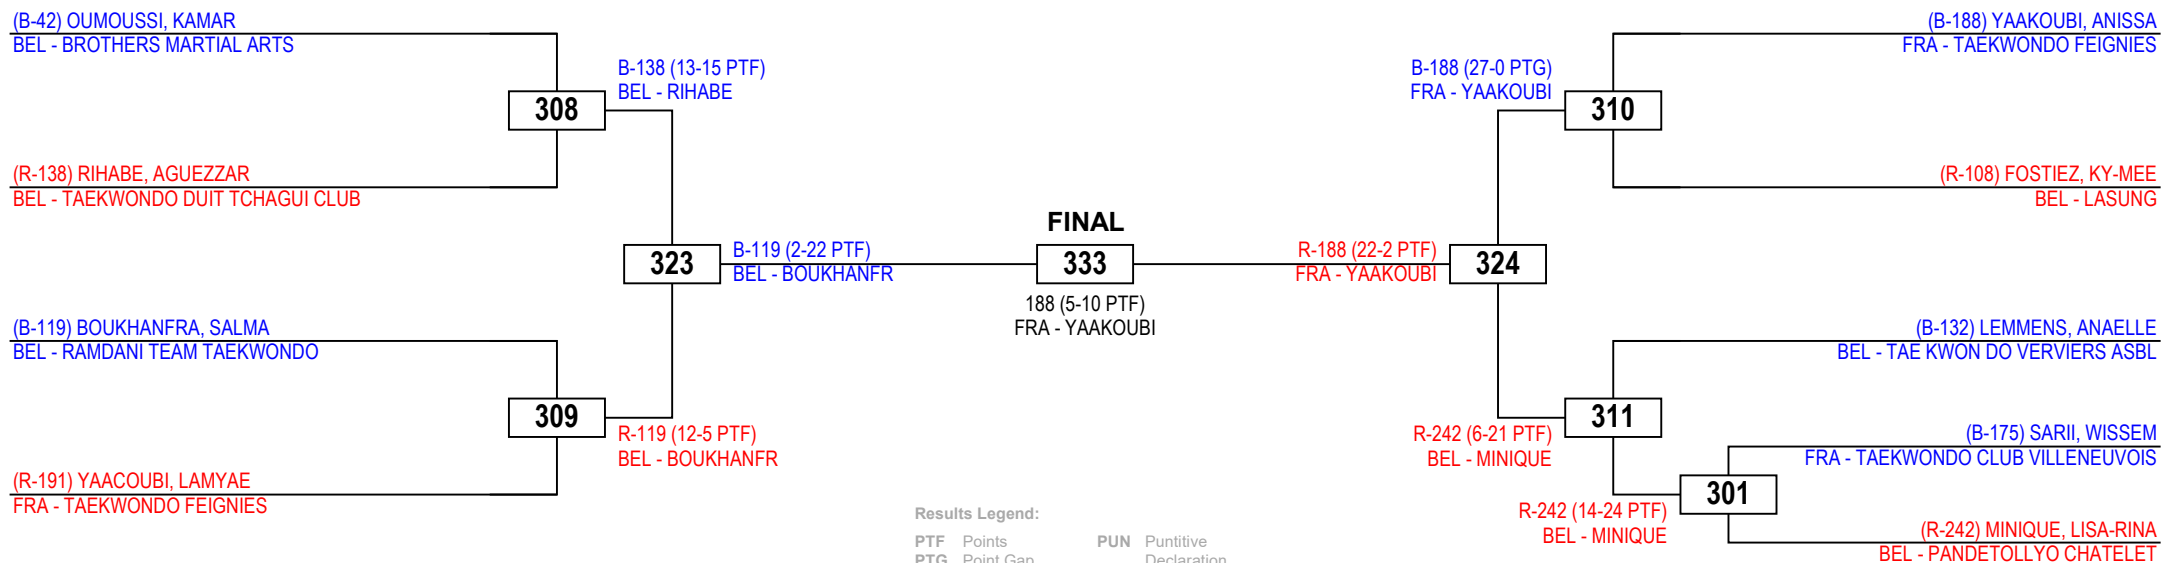 (B-42) OUMOUSSI, KAMAR
BEL - BROTHERS MARTIAL ARTS
B-138 (13-15 PTF)
BEL - RIHABE
308
(R-138) RIHABE, AGUEZZAR
BEL - TAEKWONDO DUIT TCHAGUI CLUB
323
B-119 (2-22 PTF)
BEL - BOUKHANFR
(B-119) BOUKHANFRA, SALMA
BEL - RAMDANI TEAM TAEKWONDO
309
R-119 (12-5 PTF)
BEL - BOUKHANFR
(R-191) YAACOUBI, LAMYAE
FRA - TAEKWONDO FEIGNIES
FINAL
333
188 (5-10 PTF)
FRA - YAAKOUBI
(B-188) YAAKOUBI, ANISSA
FRA - TAEKWONDO FEIGNIES
B-188 (27-0 PTG)
FRA - YAAKOUBI
310
(R-108) FOSTIEZ, KY-MEE
BEL - LASUNG
R-188 (22-2 PTF)
FRA - YAAKOUBI
324
(B-132) LEMMENS, ANAELLE
BEL - TAE KWON DO VERVIERS ASBL
311
R-242 (6-21 PTF)
BEL - MINIQUE
(B-175) SARII, WISSEM
FRA - TAEKWONDO CLUB VILLENEUVOIS
301
R-242 (14-24 PTF)
BEL - MINIQUE
(R-242) MINIQUE, LISA-RINA
BEL - PANDETOLLYO CHATELET
Results Legend:
PTF Points PUN Puntitive
PTG Point Gap Declaration